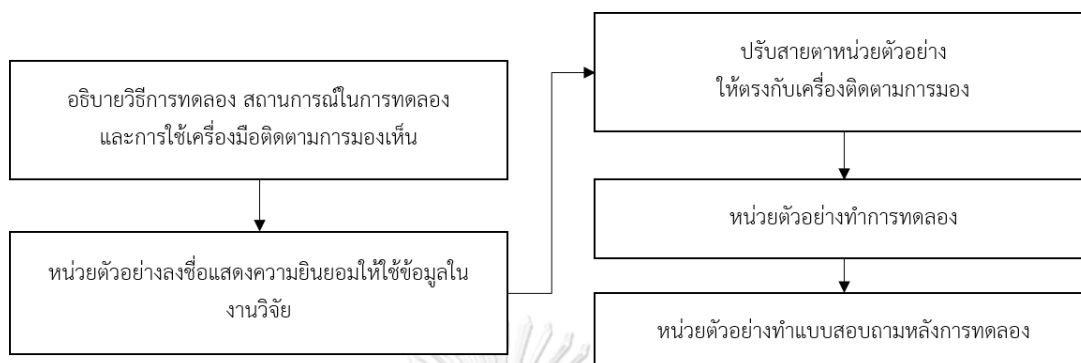 อธิบายวิธีการทดลอง สถานการณ์ในการทดลอง
และการใช้เครื่องมือติดตามการมองเห็น
หน่วยตัวอย่างลงชื่อแสดงความยินยอมให้ใช้ข้อมูลใน
งานวิจัย
ปรับสายตาหน่วยตัวอย่าง
ให้ตรงกับเครื่องติดตามการมอง
หน่วยตัวอย่างทำการทดลอง
หน่วยตัวอย่างทำแบบสอบถามหลังการทดลอง